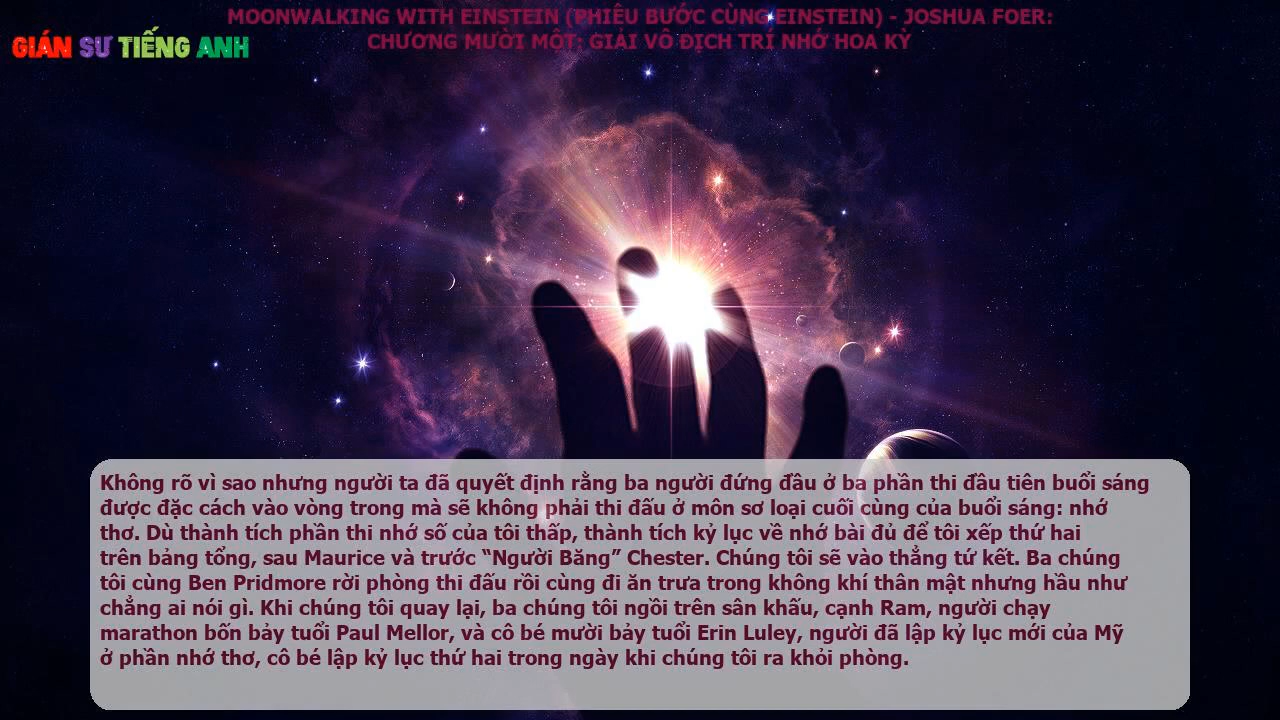 MOONWALKING WITH EINSTEIN (PHIÊU BƯỚC CÙNG EINSTEIN) - JOSHUA FOER:
CHƯƠNG MƯỜI MỘT: GIẢI VÔ ĐỊCH TRÍ NHỚ HOA KỲ
GIÁN SƯ TIẾNG ANH
Không rõ vì sao nhưng người ta đã quyết định rằng ba người đứng đầu ở ba phần thi đầu tiên buổi sáng
được đặc cách vào vòng trong mà sẽ không phải thi đấu ở môn sơ loại cuối cùng của buổi sáng: nhớ
thơ. Dù thành tích phần thi nhớ số của tôi thấp, thành tích kỷ lục về nhớ bài đủ để tôi xếp thứ hai
trên bảng tổng, sau Maurice và trước “Người Băng” Chester. Chúng tôi sẽ vào thẳng tứ kết. Ba chúng
tôi cùng Ben Pridmore rời phòng thi đấu rồi cùng đi ăn trưa trong không khí thân mật nhưng hầu như
chẳng ai nói gì. Khi chúng tôi quay lại, ba chúng tôi ngồi trên sân khấu, cạnh Ram, người chạy
marathon bốn bảy tuổi Paul Mellor, và cô bé mười bảy tuổi Erin Luley, người đã lập kỷ lục mới của Mỹ
ở phần nhớ thơ, cô bé lập kỷ lục thứ hai trong ngày khi chúng tôi ra khỏi phòng.